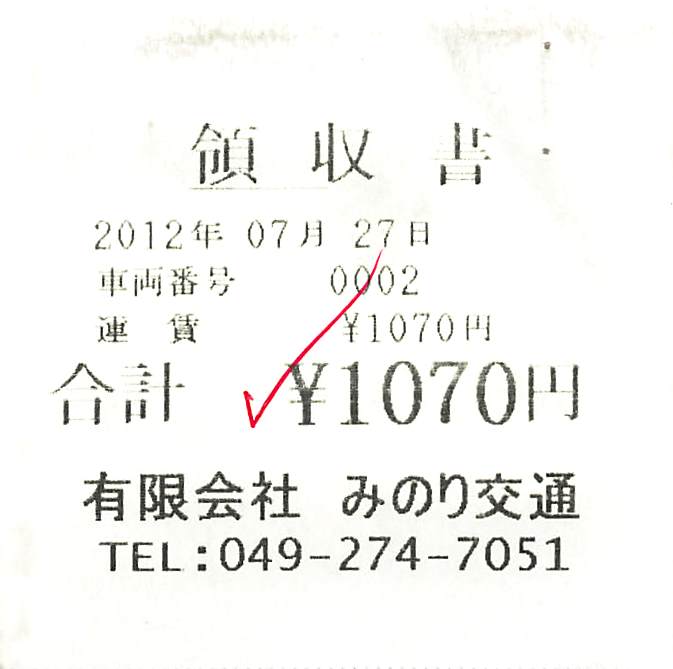 領収書
2012年 07月 27日
車両番号 0002
運賃 ¥1070円
合計 ¥1070円
有限会社 みのり交通
TEL:049-274-7051